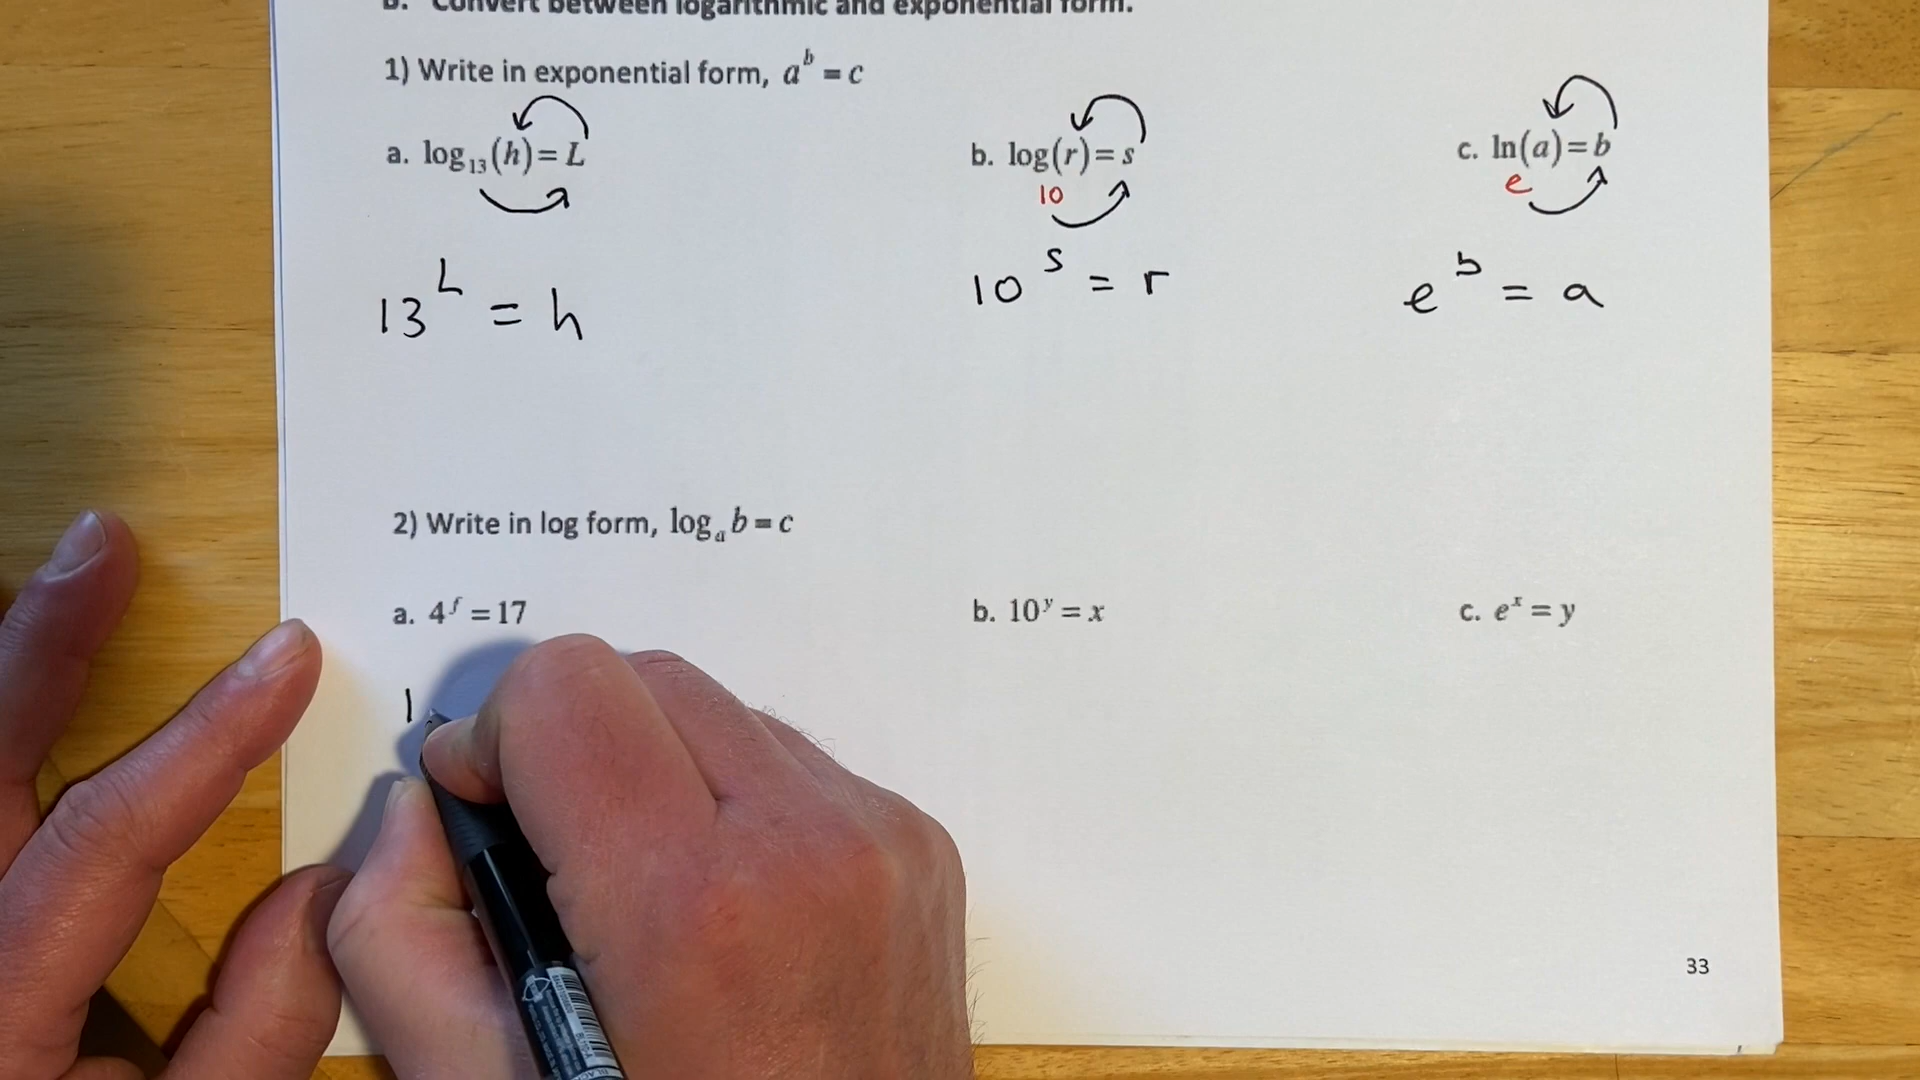 B. Convert between logarithmic and exponential form.
1) Write in exponential form, a^b = c
a. log₁₃(h) = L
b. log(r) = s
c. ln(a) = b
10
e
13^L = h
10^s = r
e^b = a
2) Write in log form, logₐ b = c
a. 4^f = 17
b. 10^y = x
c. e^x = y
l
33